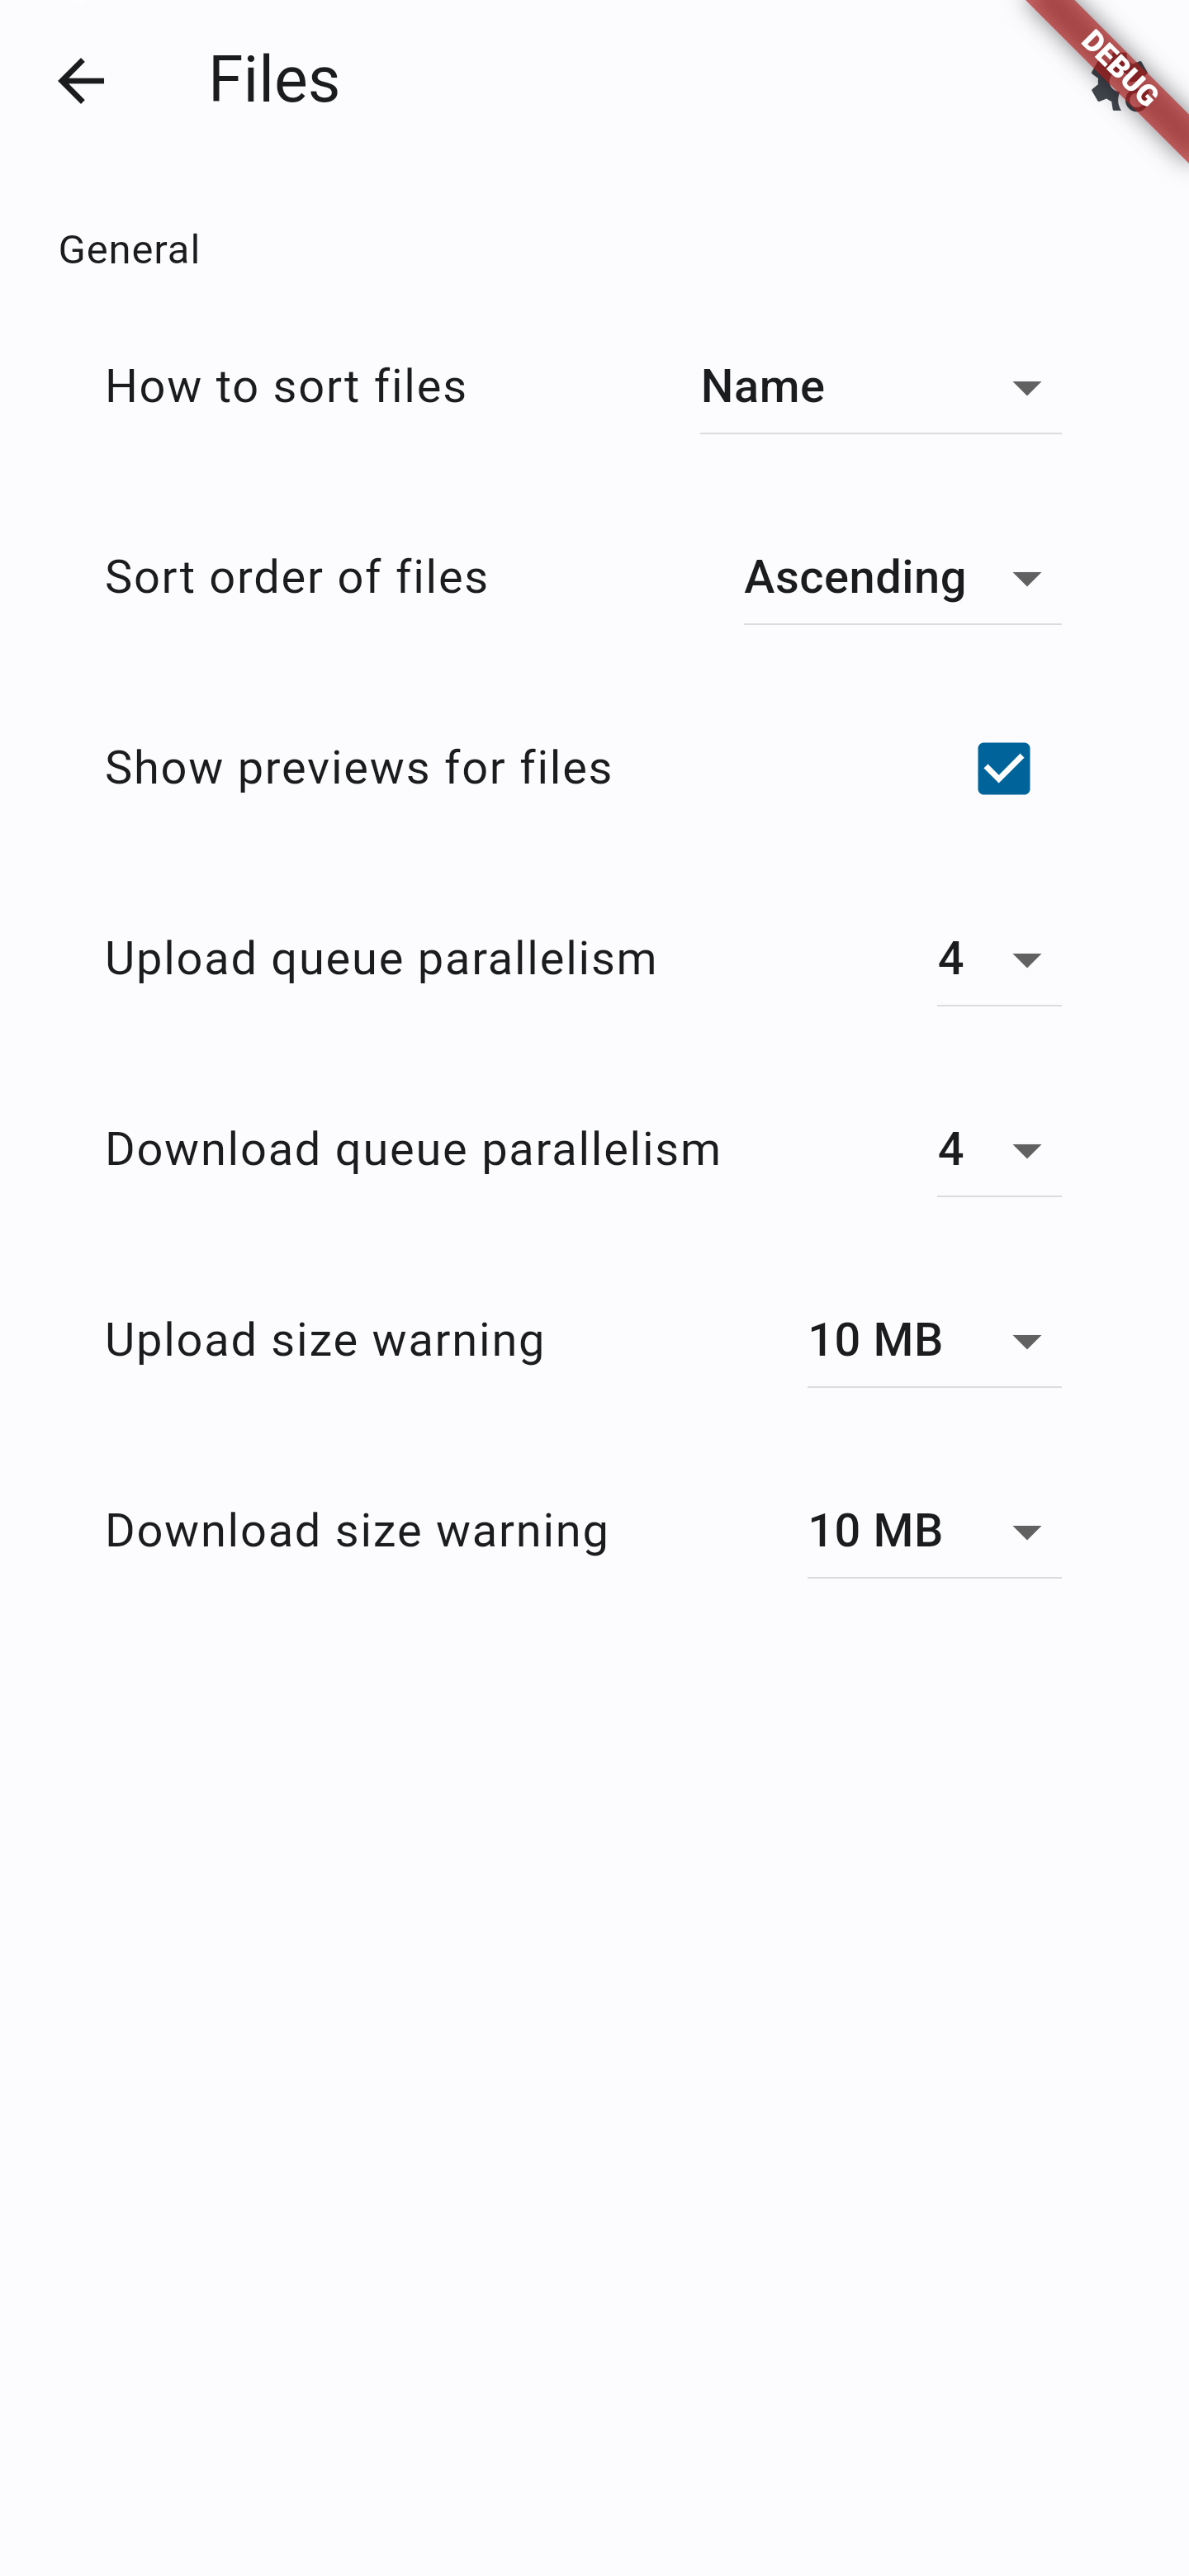 Files
DEBUG
General
How to sort files Name
Sort order of files Ascending
Show previews for files
Upload queue parallelism 4
Download queue parallelism 4
Upload size warning 10 MB
Download size warning 10 MB